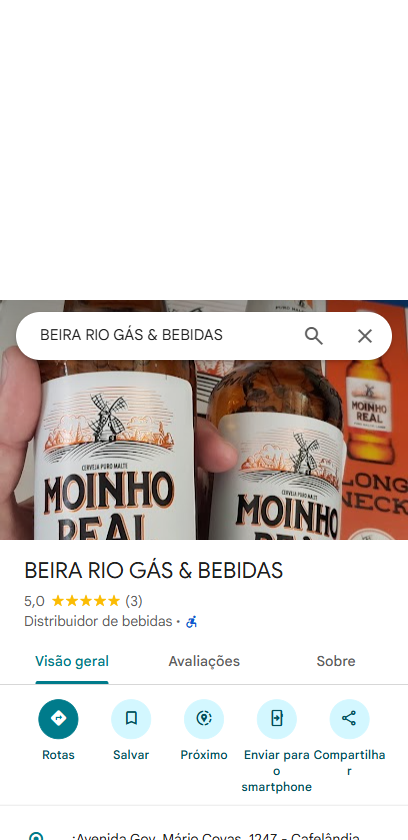 BEIRA RIO GÁS & BEBIDAS
CERVEJA PURO MALTE
MOINHO
REAL
CERVEJA PURO MALTE
MOINHO
MOINHO
REAL
LONG
NECK
BEIRA RIO GÁS & BEBIDAS
5,0 ★★★★★ (3)
Distribuidor de bebidas ·
Visão geral Avaliações Sobre
Rotas Salvar Próximo Enviar para o smartphone Compartilhar
:Avenida Gov. Mário Covas, 1247 - Cafelândia